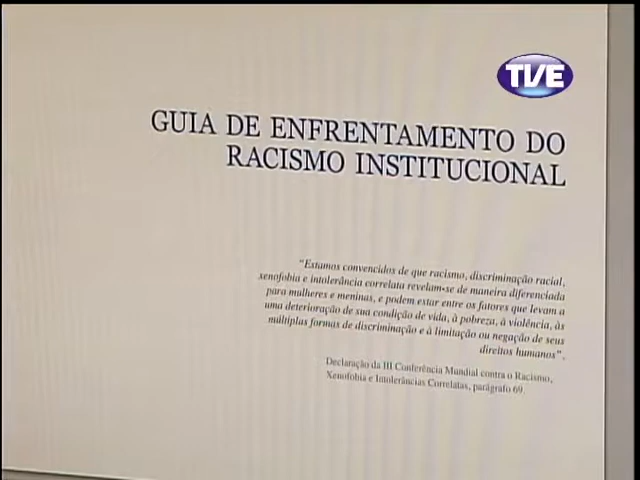 TVE
GUIA DE ENFRENTAMENTO DO
RACISMO INSTITUCIONAL
"Estamos convencidos de que racismo, discriminação racial,
xenofobia e intolerância correlata revelam-se de maneira diferenciada
para mulheres e meninas, e podem estar entre os fatores que levam a
uma deterioração de sua condição de vida, à pobreza, à violência, às
múltiplas formas de discriminação e à limitação ou negação de seus
direitos humanos".
Declaração da III Conferência Mundial contra o Racismo,
Xenofobia e Intolerâncias Correlatas, parágrafo 69.